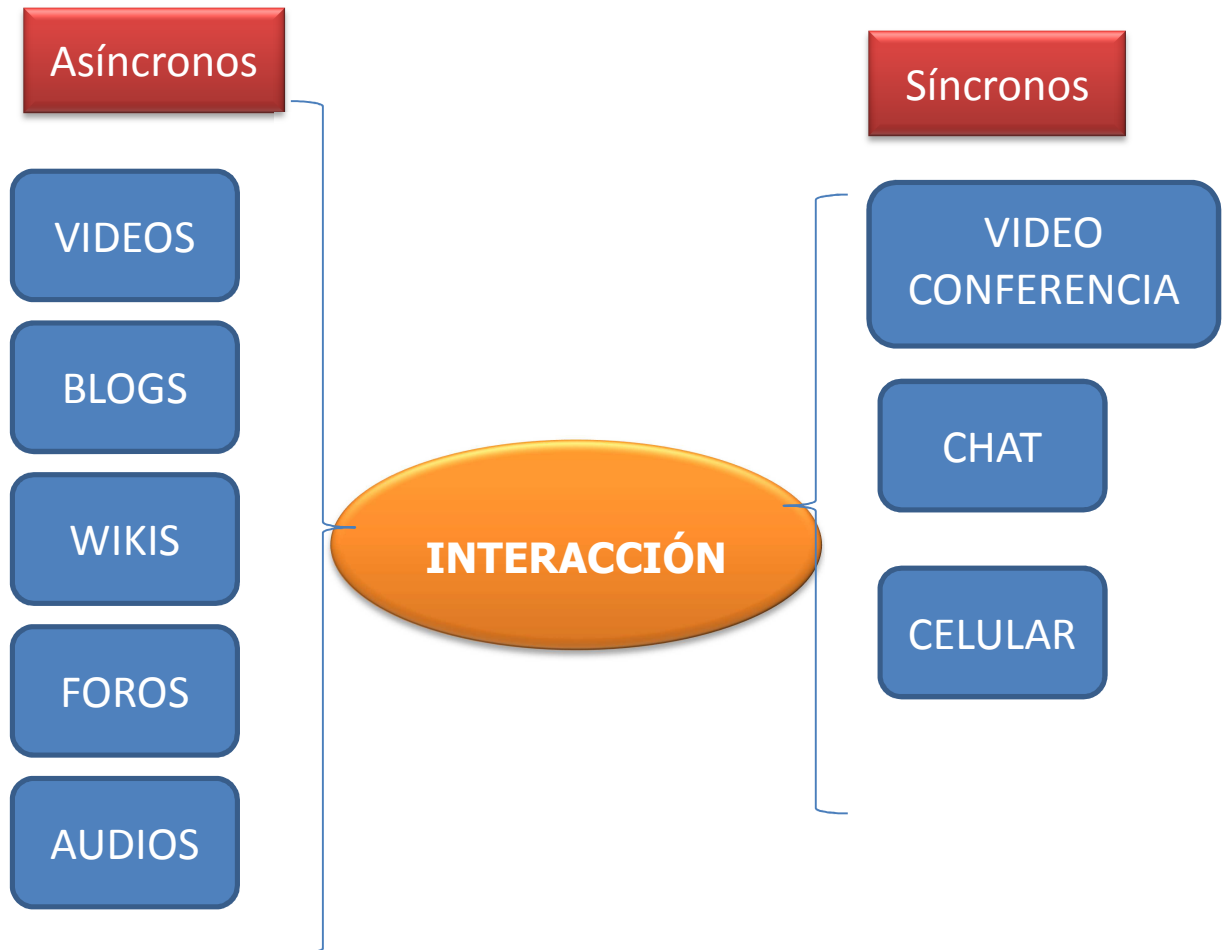 Asíncronos
VIDEOS
BLOGS
WIKIS
FOROS
AUDIOS
INTERACCIÓN
Síncronos
VIDEO
CONFERENCIA
CHAT
CELULAR